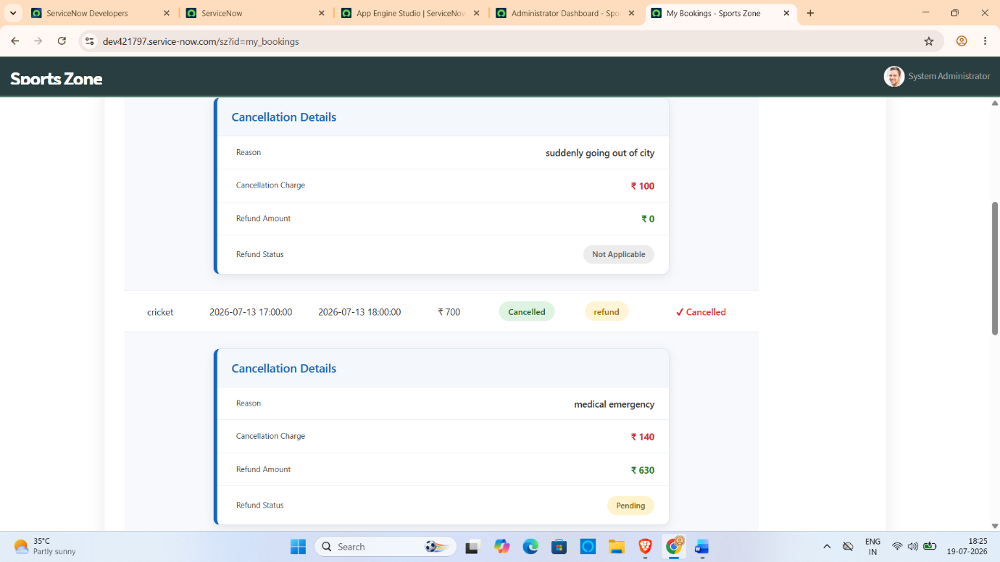 ServiceNow Developers
ServiceNow
App Engine Studio | ServiceNow
Administrator Dashboard - Spo
My Bookings - Sports Zone
dev421797.service-now.com/sz?id=my_bookings
Sports Zone
System Administrator
Cancellation Details
Reason suddenly going out of city
Cancellation Charge ₹ 100
Refund Amount ₹ 0
Refund Status Not Applicable
cricket 2026-07-13 17:00:00 2026-07-13 18:00:00 ₹ 700 Cancelled refund ✓ Cancelled
Cancellation Details
Reason medical emergency
Cancellation Charge ₹ 140
Refund Amount ₹ 630
Refund Status Pending
35°C
Partly sunny
Search
ENG
IN
18:25
19-07-2026